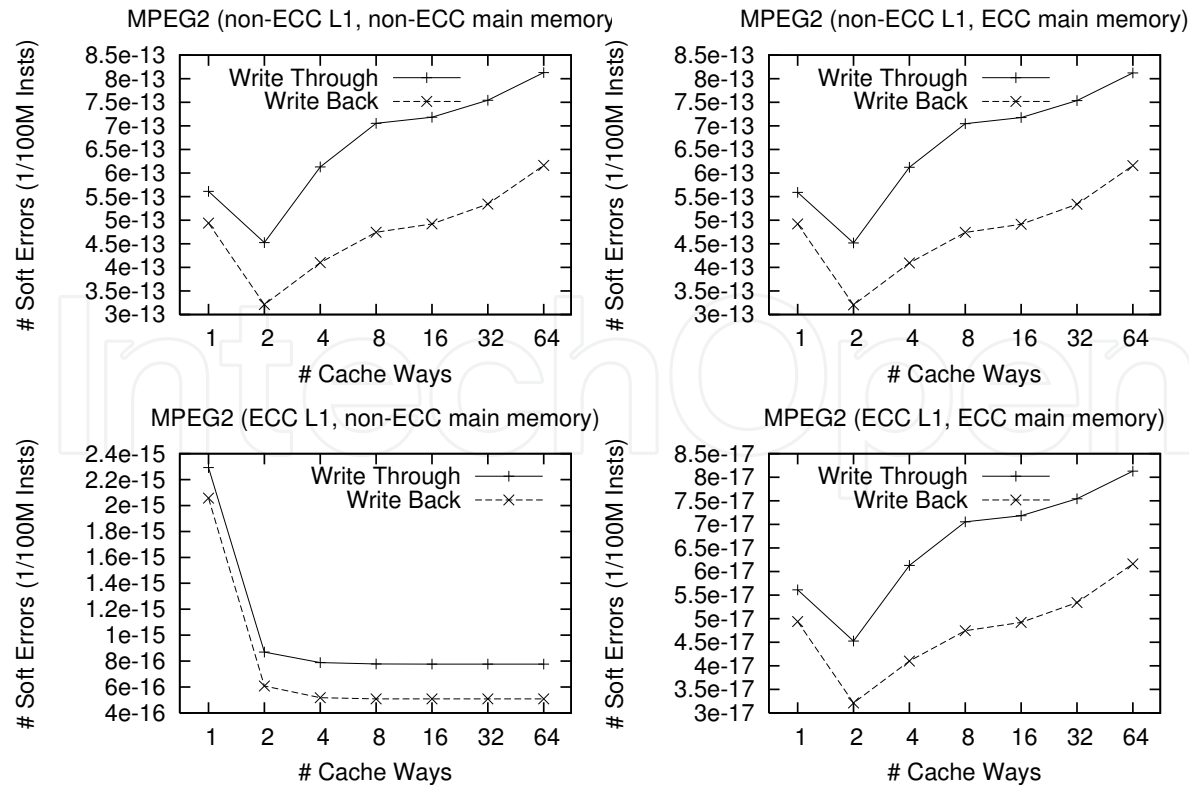 MPEG2 (non-ECC L1, non-ECC main memory
# Soft Errors (1/100M Insts)
8.5e-13
8e-13
7.5e-13
7e-13
6.5e-13
6e-13
5.5e-13
5e-13
4.5e-13
4e-13
3.5e-13
3e-13
Write Through
Write Back
1 2 4 8 16 32 64
# Cache Ways
MPEG2 (non-ECC L1, ECC main memory)
# Soft Errors (1/100M Insts)
8.5e-13
8e-13
7.5e-13
7e-13
6.5e-13
6e-13
5.5e-13
5e-13
4.5e-13
4e-13
3.5e-13
3e-13
Write Through
Write Back
1 2 4 8 16 32 64
# Cache Ways
MPEG2 (ECC L1, non-ECC main memory)
# Soft Errors (1/100M Insts)
2.4e-15
2.2e-15
2e-15
1.8e-15
1.6e-15
1.4e-15
1.2e-15
1e-15
8e-16
6e-16
4e-16
Write Through
Write Back
1 2 4 8 16 32 64
# Cache Ways
MPEG2 (ECC L1, ECC main memory)
# Soft Errors (1/100M Insts)
8.5e-17
8e-17
7.5e-17
7e-17
6.5e-17
6e-17
5.5e-17
5e-17
4.5e-17
4e-17
3.5e-17
3e-17
Write Through
Write Back
1 2 4 8 16 32 64
# Cache Ways
IntechOpen